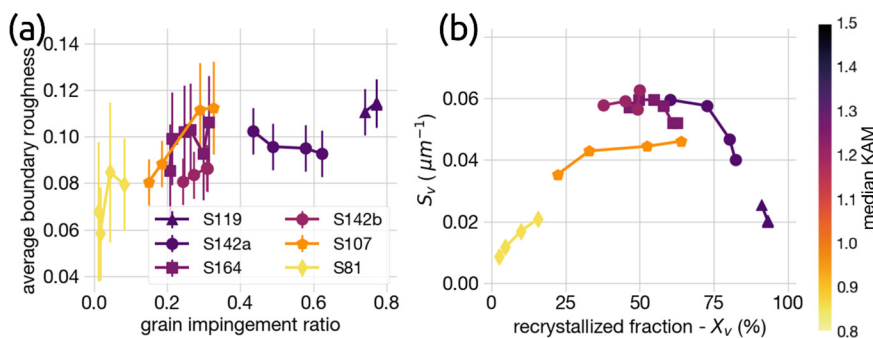 (a)
0.14
0.12
0.10
0.08
0.06
0.04
average boundary roughness
S119
S142a
S164
S142b
S107
S81
0.0 0.2 0.4 0.6 0.8
grain impingement ratio
(b)
0.06
0.04
0.02
0.00
Sᵥ (μm⁻¹)
0 25 50 75 100
recrystallized fraction - Xᵥ (%)
1.5
1.4
1.3
1.2
1.1
1.0
0.9
0.8
median KAM